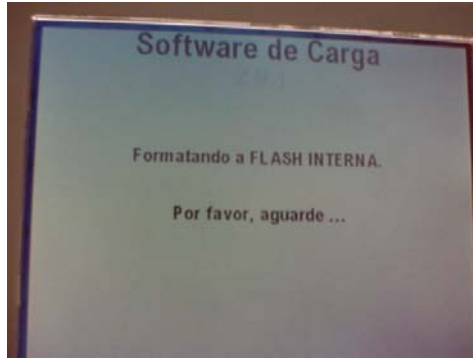 Software de Carga
Formatando a FLASH INTERNA.
Por favor, aguarde ...